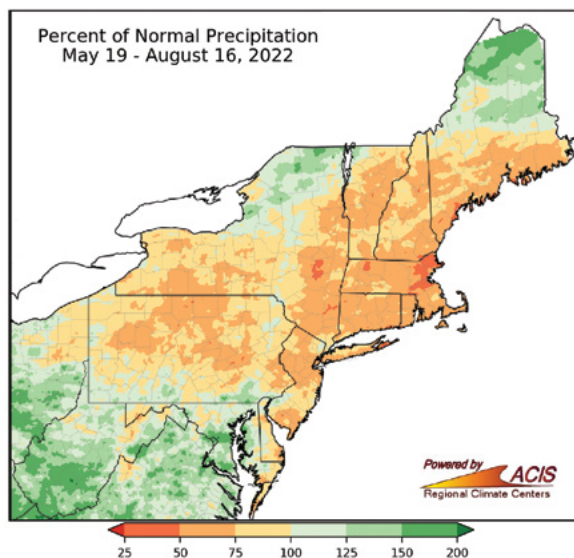 Percent of Normal Precipitation
May 19 - August 16, 2022
Powered by
ACIS
Regional Climate Centers
25 50 75 100 125 150 200